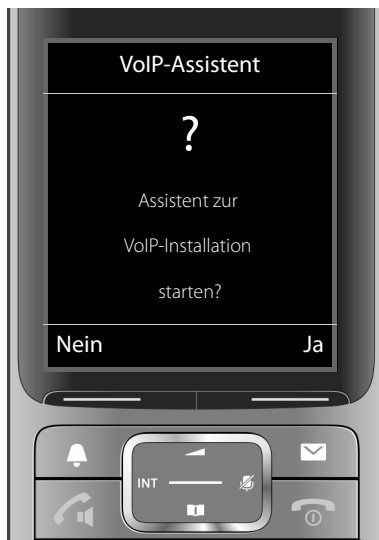 VoIP-Assistent
?
Assistent zur
VoIP-Installation
starten?
Nein Ja
INT